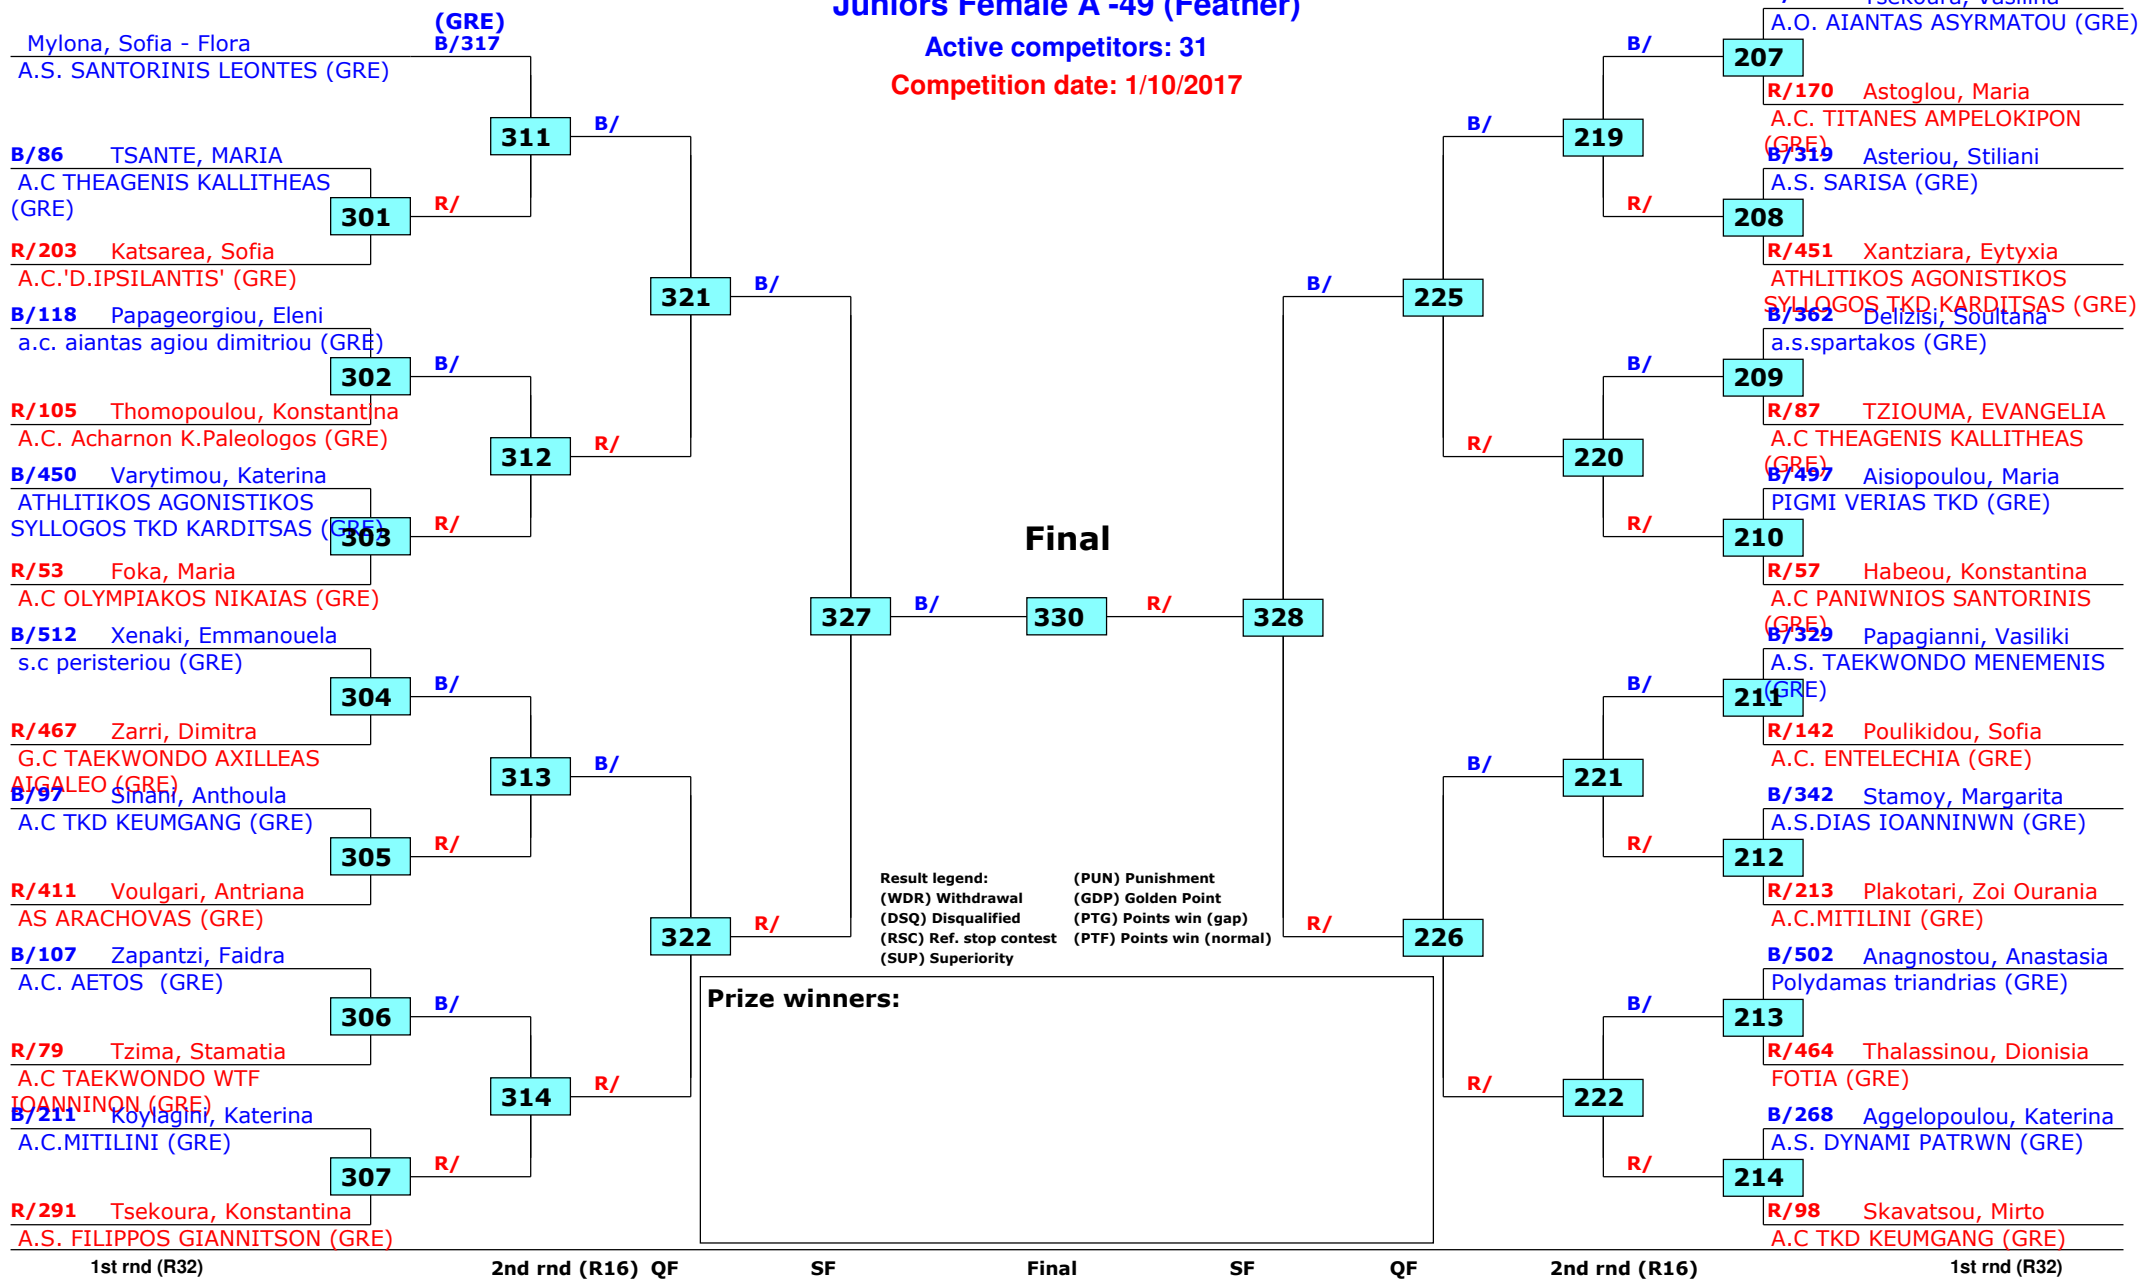 Juniors Female A -49 (Feather)
Active competitors: 31
Competition date: 1/10/2017
(GRE)
Mylona, Sofia - Flora B/317
A.S. SANTORINIS LEONTES (GRE)
311
B/
B/86 TSANTE, MARIA
A.C THEAGENIS KALLITHEAS
(GRE)
301
R/
R/203 Katsarea, Sofia
A.C.'D.IPSILANTIS' (GRE)
321
B/
B/118 Papageorgiou, Eleni
a.c. aiantas agiou dimitriou (GRE)
302
B/
R/105 Thomopoulou, Konstantina
A.C. Acharnon K.Paleologos (GRE)
312
R/
B/450 Varytimou, Katerina
ATHLITIKOS AGONISTIKOS
SYLLOGOS TKD KARDITSAS (GRE)
303
R/
R/53 Foka, Maria
A.C OLYMPIAKOS NIKAIAS (GRE)
B/512 Xenaki, Emmanouela
s.c peristeriou (GRE)
304
B/
R/467 Zarri, Dimitra
G.C TAEKWONDO AXILLEAS
AIGALEO (GRE)
313
B/
B/97 Sinani, Anthoula
A.C TKD KEUMGANG (GRE)
305
R/
R/411 Voulgari, Antriana
AS ARACHOVAS (GRE)
322
R/
B/107 Zapantzi, Faidra
A.C. AETOS (GRE)
306
B/
R/79 Tzima, Stamatia
A.C TAEKWONDO WTF
IOANNINON (GRE)
314
R/
B/211 Koylagini, Katerina
A.C.MITILINI (GRE)
307
R/
R/291 Tsekoura, Konstantina
A.S. FILIPPOS GIANNITSON (GRE)
Final
327
B/
330
R/
328
Result legend:
(WDR) Withdrawal
(DSQ) Disqualified
(RSC) Ref. stop contest
(SUP) Superiority
(PUN) Punishment
(GDP) Golden Point
(PTG) Points win (gap)
(PTF) Points win (normal)
Prize winners:
Tsekoura, Vasilina
A.O. AIANTAS ASYRMATOU (GRE)
B/
207
R/170 Astoglou, Maria
A.C. TITANES AMPELOKIPON
(GRE)
B/
219
B/319 Asteriou, Stiliani
A.S. SARISA (GRE)
R/
208
R/451 Xantziara, Eytyxia
ATHLITIKOS AGONISTIKOS
SYLLOGOS TKD KARDITSAS (GRE)
B/
225
B/362 Delizisi, Soultana
a.s.spartakos (GRE)
B/
209
R/87 TZIOUMA, EVANGELIA
A.C THEAGENIS KALLITHEAS
(GRE)
R/
220
B/497 Aisiopoulou, Maria
PIGMI VERIAS TKD (GRE)
R/
210
R/57 Habeou, Konstantina
A.C PANIWNIOS SANTORINIS
(GRE)
B/329 Papagianni, Vasiliki
A.S. TAEKWONDO MENEMENIS
(GRE)
B/
211
R/142 Poulikidou, Sofia
A.C. ENTELECHIA (GRE)
B/
221
B/342 Stamoy, Margarita
A.S.DIAS IOANNINWN (GRE)
R/
212
R/213 Plakotari, Zoi Ourania
A.C.MITILINI (GRE)
R/
226
B/502 Anagnostou, Anastasia
Polydamas triandrias (GRE)
B/
213
R/464 Thalassinou, Dionisia
FOTIA (GRE)
R/
222
B/268 Aggelopoulou, Katerina
A.S. DYNAMI PATRWN (GRE)
R/
214
R/98 Skavatsou, Mirto
A.C TKD KEUMGANG (GRE)
1st rnd (R32) 2nd rnd (R16) QF SF Final SF QF 2nd rnd (R16) 1st rnd (R32)